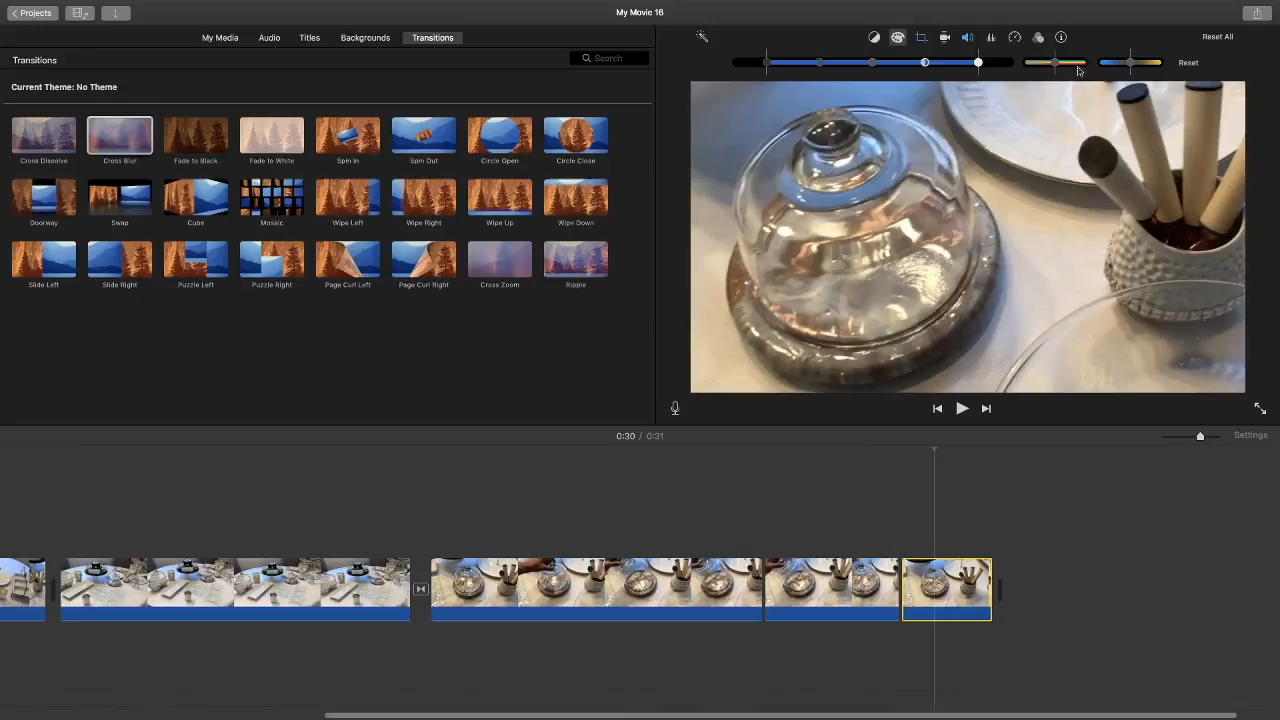 Projects
My Movie 16
My Media Audio Titles Backgrounds Transitions
Reset All
Transitions
Search
Reset
Current Theme: No Theme
Cross Dissolve Cross Blur Fade to Black Fade to White Spin In Spin Out Circle Open Circle Close
Doorway Swap Cube Mosaic Wipe Left Wipe Right Wipe Up Wipe Down
Slide Left Slide Right Puzzle Left Puzzle Right Page Curl Left Page Curl Right Cross Zoom Ripple
0:30 / 0:31
Settings